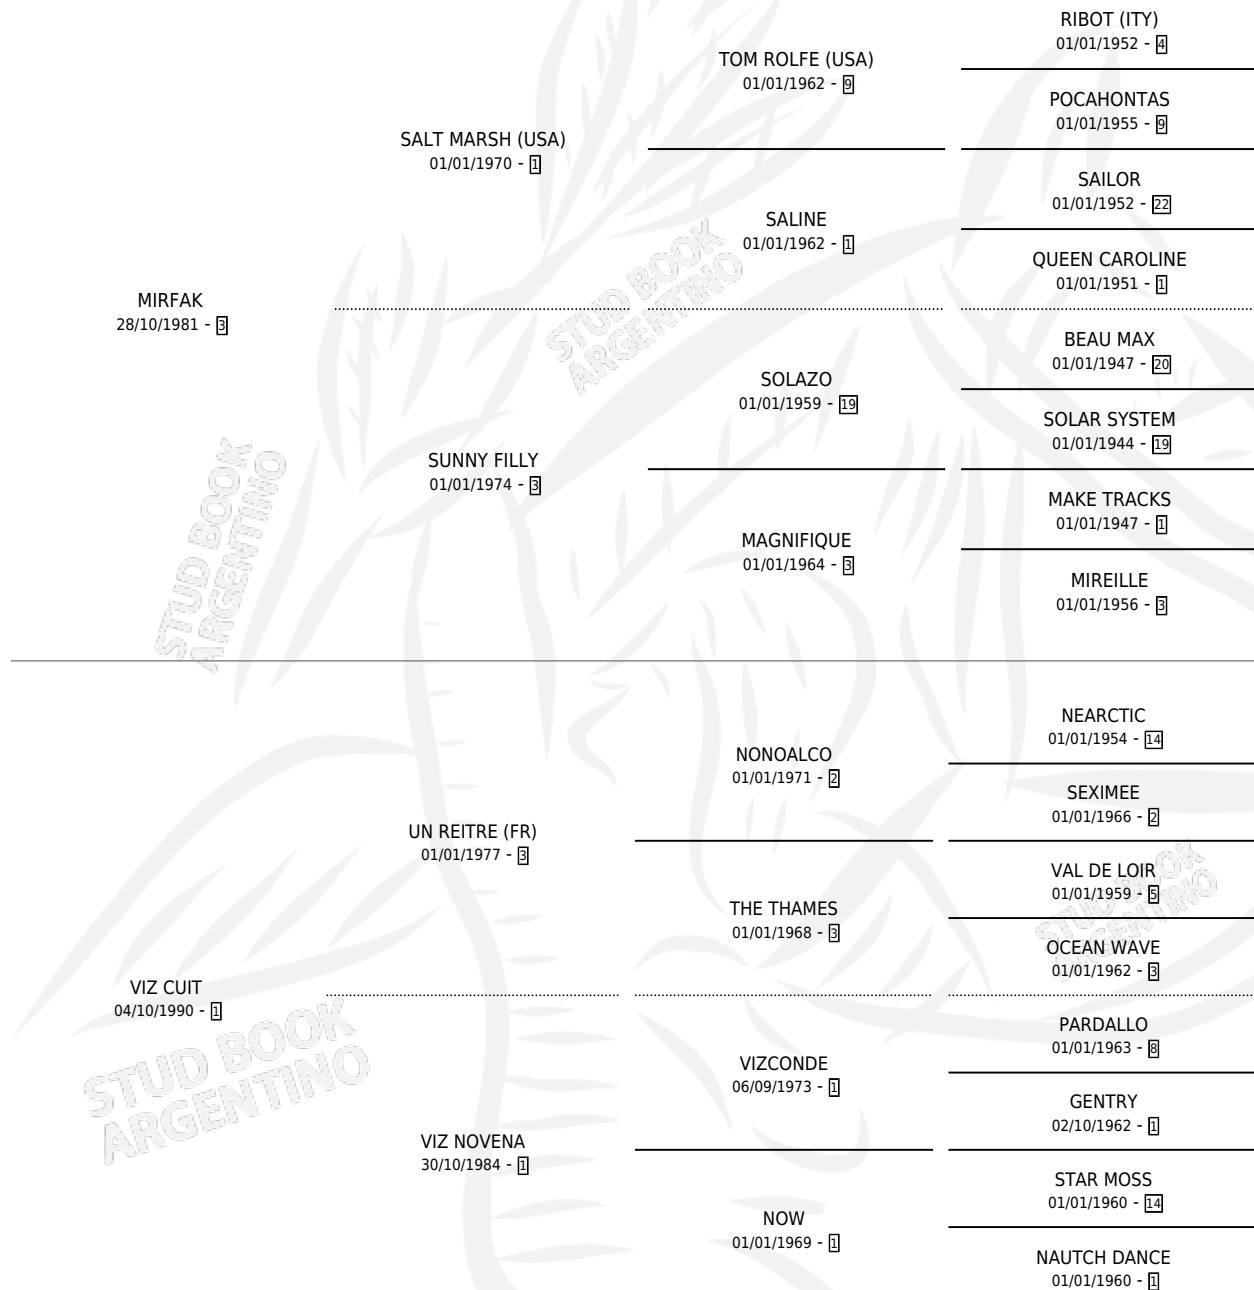 RIBOT (ITY)
01/01/1952 - 4
TOM ROLFE (USA)
01/01/1962 - 9
POCAHONTAS
01/01/1955 - 9
SALT MARSH (USA)
01/01/1970 - 1
SAILOR
01/01/1952 - 22
SALINE
01/01/1962 - 1
QUEEN CAROLINE
01/01/1951 - 1
MIRFAK
28/10/1981 - 3
BEAU MAX
01/01/1947 - 20
SOLAZO
01/01/1959 - 19
SOLAR SYSTEM
01/01/1944 - 19
SUNNY FILLY
01/01/1974 - 3
MAKE TRACKS
01/01/1947 - 1
MAGNIFIQUE
01/01/1964 - 3
MIREILLE
01/01/1956 - 3
NEARCTIC
01/01/1954 - 14
NONOALCO
01/01/1971 - 2
SEXIMEE
01/01/1966 - 2
UN REITRE (FR)
01/01/1977 - 3
VAL DE LOIR
01/01/1959 - 5
THE THAMES
01/01/1968 - 3
OCEAN WAVE
01/01/1962 - 3
VIZ CUIT
04/10/1990 - 1
PARDALLO
01/01/1963 - 8
VIZCONDE
06/09/1973 - 1
GENTRY
02/10/1962 - 1
VIZ NOVENA
30/10/1984 - 1
STAR MOSS
01/01/1960 - 14
NOW
01/01/1969 - 1
NAUTCH DANCE
01/01/1960 - 1
STUD BOOK
ARGENTINO
STUD BOOK
ARGENTINO
STUD BOOK
ARGENTINO
STUD BOOK
ARGENTINO